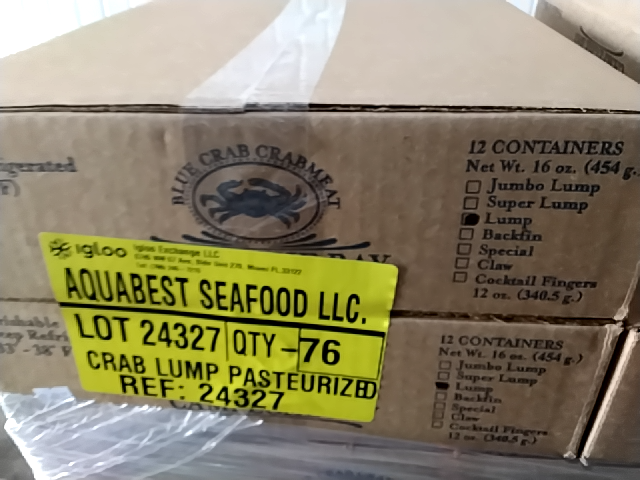 BLUE CRAB CRABMEAT
12 CONTAINERS
Net Wt. 16 oz. (454 g.
Jumbo Lump
Super Lump
Lump
Backfin
Special
Claw
Cocktail Fingers
12 oz. (340.5 g.)
igloo
Igloo Exchange LLC
AQUABEST SEAFOOD LLC.
LOT 24327 QTY - 76
CRAB LUMP PASTEURIZED
REF: 24327
12 CONTAINERS
Net Wt. 16 oz. (454 g.)
Jumbo Lump
Super Lump
Lump
Backfin
Special
Claw
Cocktail Fingers
12 oz. (340.5 g.)